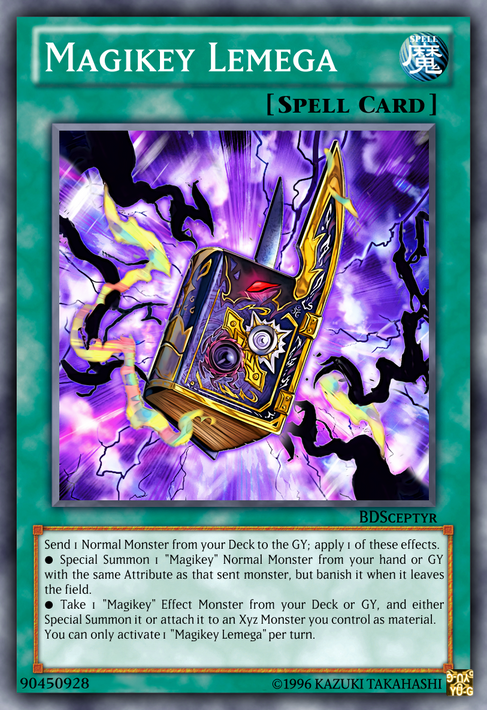 MAGIKEY LEMEGA
SPELL
魔
[SPELL CARD]
BDSCEPTYR
Send 1 Normal Monster from your Deck to the GY; apply 1 of these effects.
● Special Summon 1 "Magikey" Normal Monster from your hand or GY
with the same Attribute as that sent monster, but banish it when it leaves
the field.
● Take 1 "Magikey" Effect Monster from your Deck or GY, and either
Special Summon it or attach it to an Xyz Monster you control as material.
You can only activate 1 "Magikey Lemega" per turn.
90450928
©1996 KAZUKI TAKAHASHI